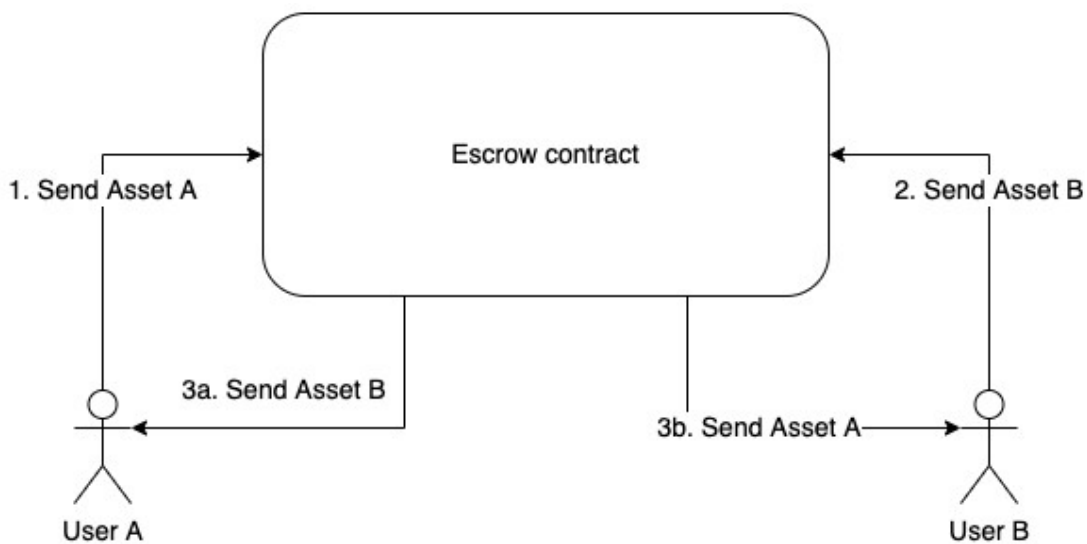 Escrow contract
1. Send Asset A
2. Send Asset B
3a. Send Asset B
3b. Send Asset A
User A
User B